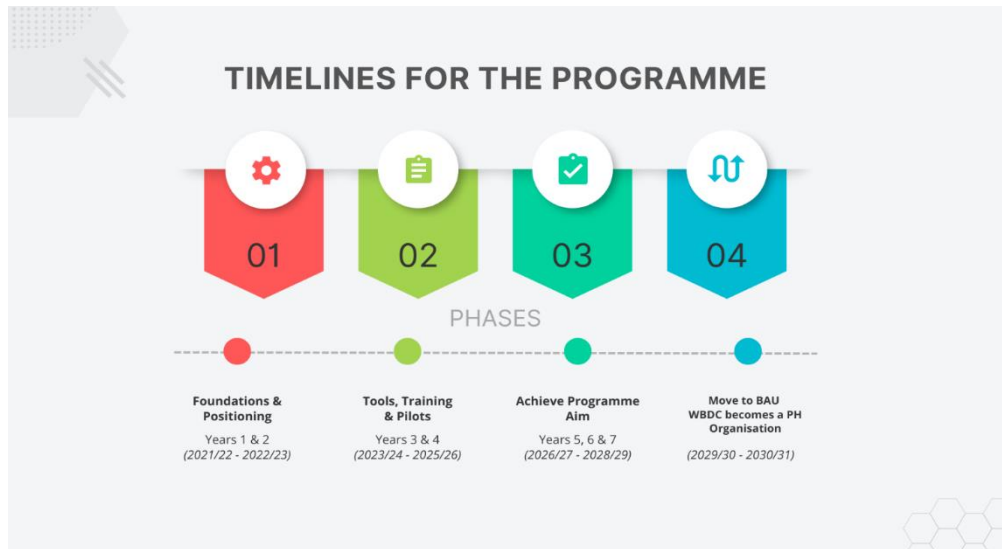 TIMELINES FOR THE PROGRAMME
01
02
03
04
PHASES
Foundations &
Positioning
Years 1 & 2
(2021/22 - 2022/23)
Tools, Training
& Pilots
Years 3 & 4
(2023/24 - 2025/26)
Achieve Programme
Aim
Years 5, 6 & 7
(2026/27 - 2028/29)
Move to BAU
WBDC becomes a PH
Organisation
(2029/30 - 2030/31)